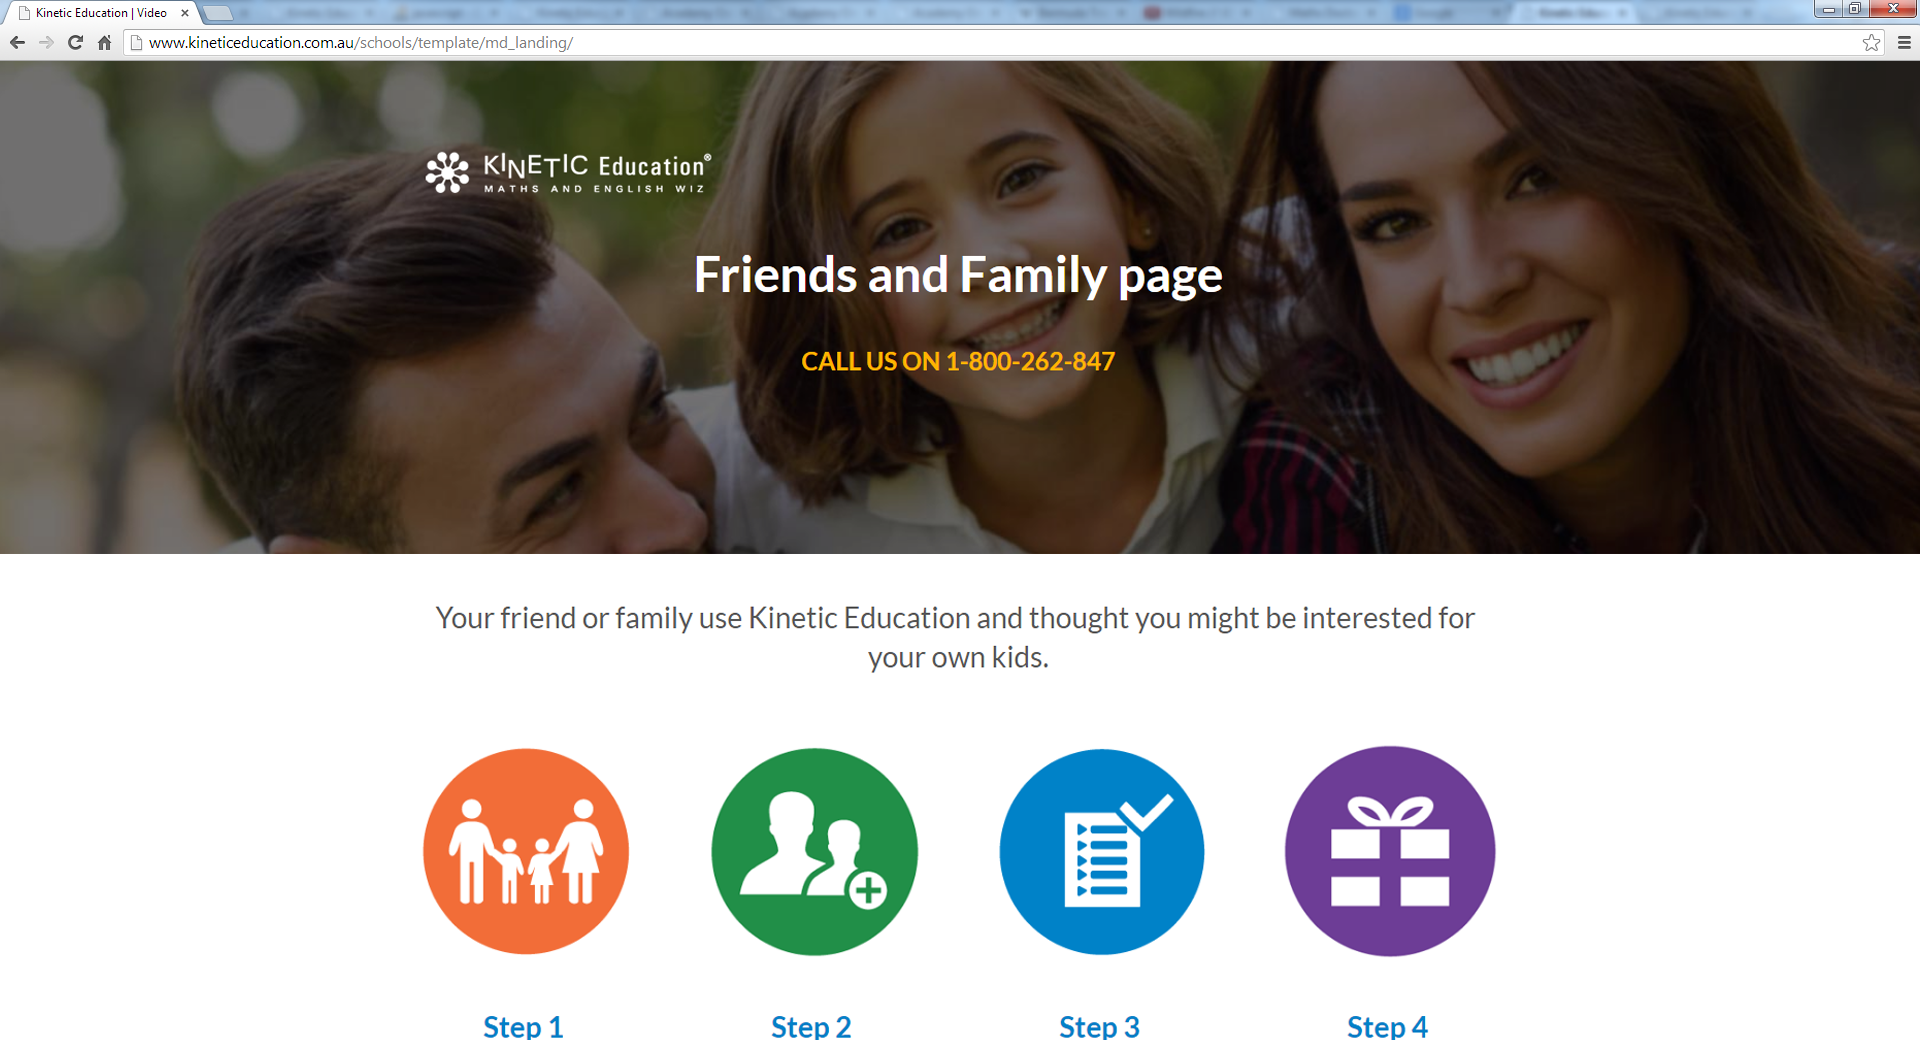 Kinetic Education | Video
www.kineticeducation.com.au/schools/template/md_landing/
KINETIC Education®
MATHS AND ENGLISH WIZ
Friends and Family page
CALL US ON 1-800-262-847
Your friend or family use Kinetic Education and thought you might be interested for
your own kids.
Step 1
Step 2
Step 3
Step 4